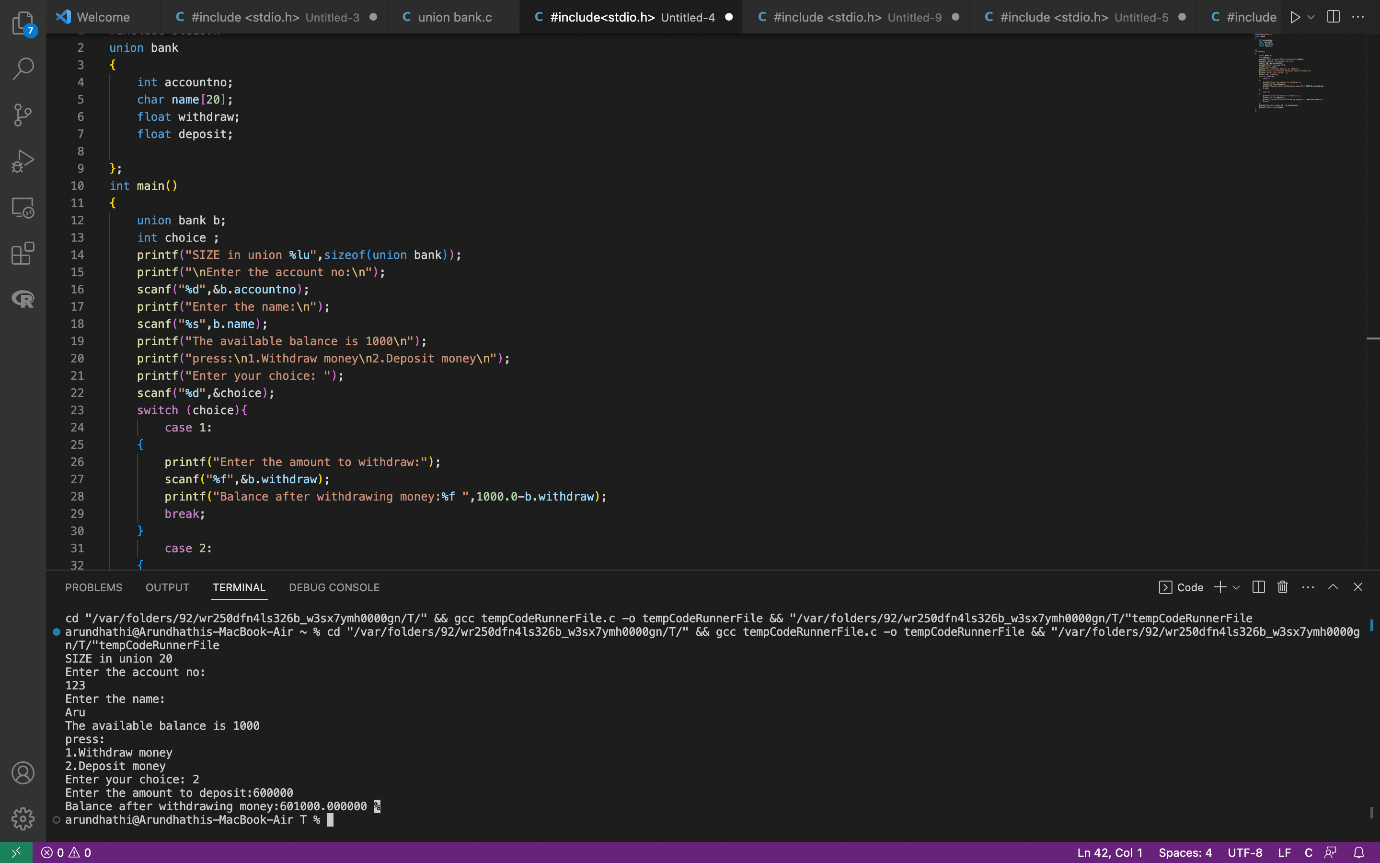 Welcome
#include <stdio.h> Untitled-3
union bank.c
#include<stdio.h> Untitled-4
#include <stdio.h> Untitled-9
#include <stdio.h> Untitled-5
#include
7
2 union bank
3 {
4 int accountno;
5 char name[20];
6 float withdraw;
7 float deposit;
8
9 };
10 int main()
11 {
12 union bank b;
13 int choice ;
14 printf("SIZE in union %lu",sizeof(union bank));
15 printf("\nEnter the account no:\n");
16 scanf("%d",&b.accountno);
17 printf("Enter the name:\n");
18 scanf("%s",b.name);
19 printf("The available balance is 1000\n");
20 printf("press:\n1.Withdraw money\n2.Deposit money\n");
21 printf("Enter your choice: ");
22 scanf("%d",&choice);
23 switch (choice){
24 case 1:
25 {
26 printf("Enter the amount to withdraw:");
27 scanf("%f",&b.withdraw);
28 printf("Balance after withdrawing money:%f ",1000.0-b.withdraw);
29 break;
30 }
31 case 2:
32 {
PROBLEMS OUTPUT TERMINAL DEBUG CONSOLE Code
cd "/var/folders/92/wr250dfn4ls326b_w3sx7ymh0000gn/T/" && gcc tempCodeRunnerFile.c -o tempCodeRunnerFile && "/var/folders/92/wr250dfn4ls326b_w3sx7ymh0000gn/T/"tempCodeRunnerFile
arundhathi@Arundhathis-MacBook-Air ~ % cd "/var/folders/92/wr250dfn4ls326b_w3sx7ymh0000gn/T/" && gcc tempCodeRunnerFile.c -o tempCodeRunnerFile && "/var/folders/92/wr250dfn4ls326b_w3sx7ymh0000g
n/T/"tempCodeRunnerFile
SIZE in union 20
Enter the account no:
123
Enter the name:
Aru
The available balance is 1000
press:
1.Withdraw money
2.Deposit money
Enter your choice: 2
Enter the amount to deposit:600000
Balance after withdrawing money:601000.000000 %
arundhathi@Arundhathis-MacBook-Air T %
0 0 Ln 42, Col 1 Spaces: 4 UTF-8 LF C